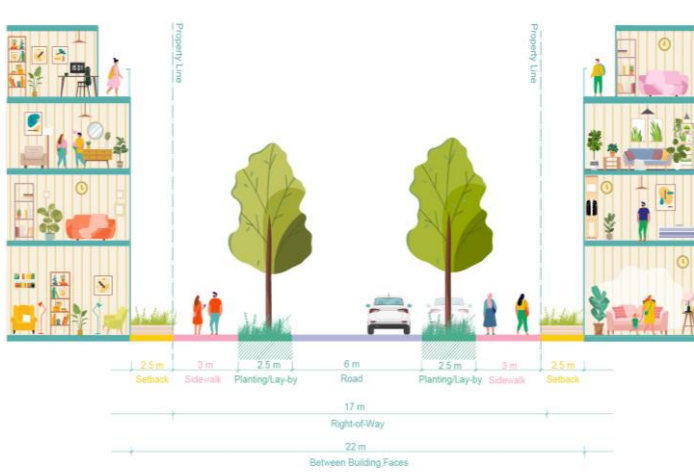 Property Line
Property Line
2.5 m
3 m
2.5 m
6 m
2.5 m
3 m
2.5 m
Setback
Sidewalk
Planting/Lay-by
Road
Planting/Lay-by
Sidewalk
Setback
17 m
Right-of-Way
22 m
Between Building Faces